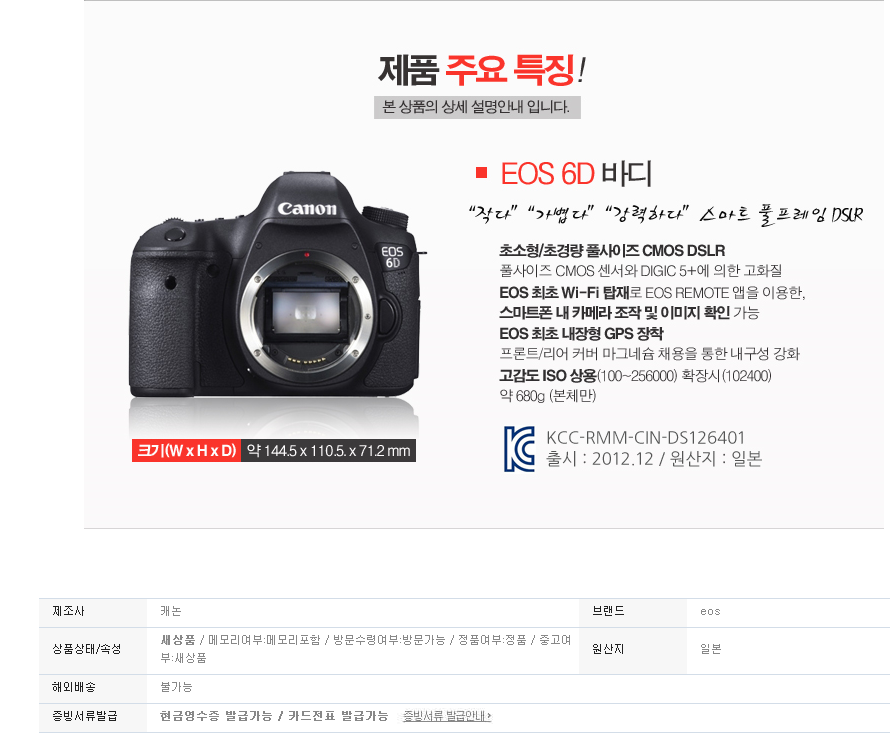 제품 주요 특징!
본 상품의 상세 설명안내 입니다.
Canon
EOS
6D
EOS 6D 바디
“작다” “가볍다” “강력하다” 스마트 풀프레임 DSLR
초소형/초경량 풀사이즈 CMOS DSLR
풀사이즈 CMOS 센서와 DIGIC 5+에 의한 고화질
EOS 최초 Wi-Fi 탑재로 EOS REMOTE 앱을 이용한,
스마트폰 내 카메라 조작 및 이미지 확인 가능
EOS 최초 내장형 GPS 장착
프론트/리어 커버 마그네슘 채용을 통한 내구성 강화
고감도 ISO 상용(100~256000) 확장시(102400)
약 680g (본체만)
크기(W x H x D) 약 144.5 x 110.5. x 71.2 mm
KCC-RMM-CIN-DS126401
출시 : 2012.12 / 원산지 : 일본
제조사 캐논 브랜드 eos
상품상태/속성 새상품 / 메모리여부:메모리포함 / 방문수령여부:방문가능 / 정품여부:정품 / 중고여
부:새상품 원산지 일본
해외배송 불가능
증빙서류발급 현금영수증 발급가능 / 카드전표 발급가능 증빙서류 발급안내